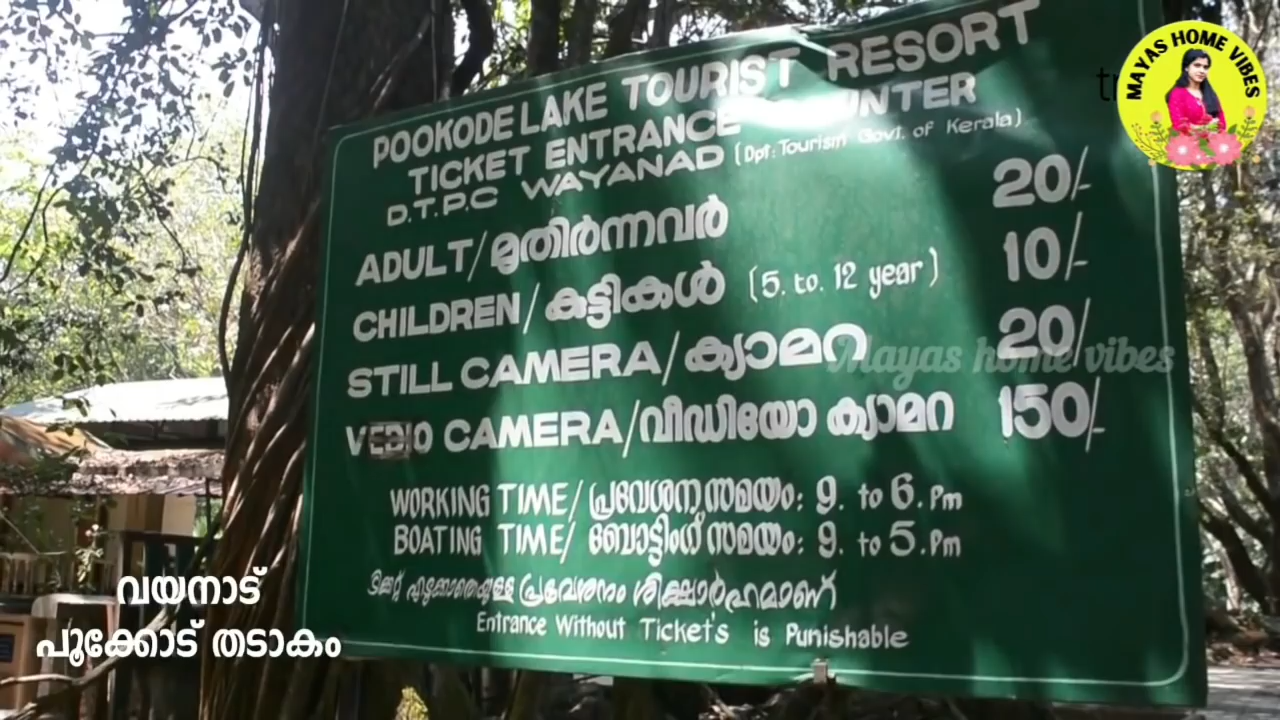 POOKODE LAKE TOURIST RESORT
TICKET ENTRANCE
D.T.P.C WAYANAD (Dpt: Tourism Govt. of Kerala)
ADULT/മുതിർന്നവർ 20/-
CHILDREN/കുട്ടികൾ (5. to. 12 year) 10/-
STILL CAMERA/ക്യാമറ 20/-
VEDIO CAMERA/വീഡിയോ ക്യാമറ 150/-
WORKING TIME/പ്രവേശന സമയം: 9. to 6.Pm
BOATING TIME/ ബോട്ടിംഗ് സമയം: 9. to 5.Pm
ടിക്കറ്റ് എടുക്കാതെയുള്ള പ്രവേശനം ശിക്ഷാർഹമാണ്
Entrance Without Ticket's is Punishable
MAYAS HOME VIBES
Mayas home vibes
വയനാട്
പൂക്കോട് തടാകം